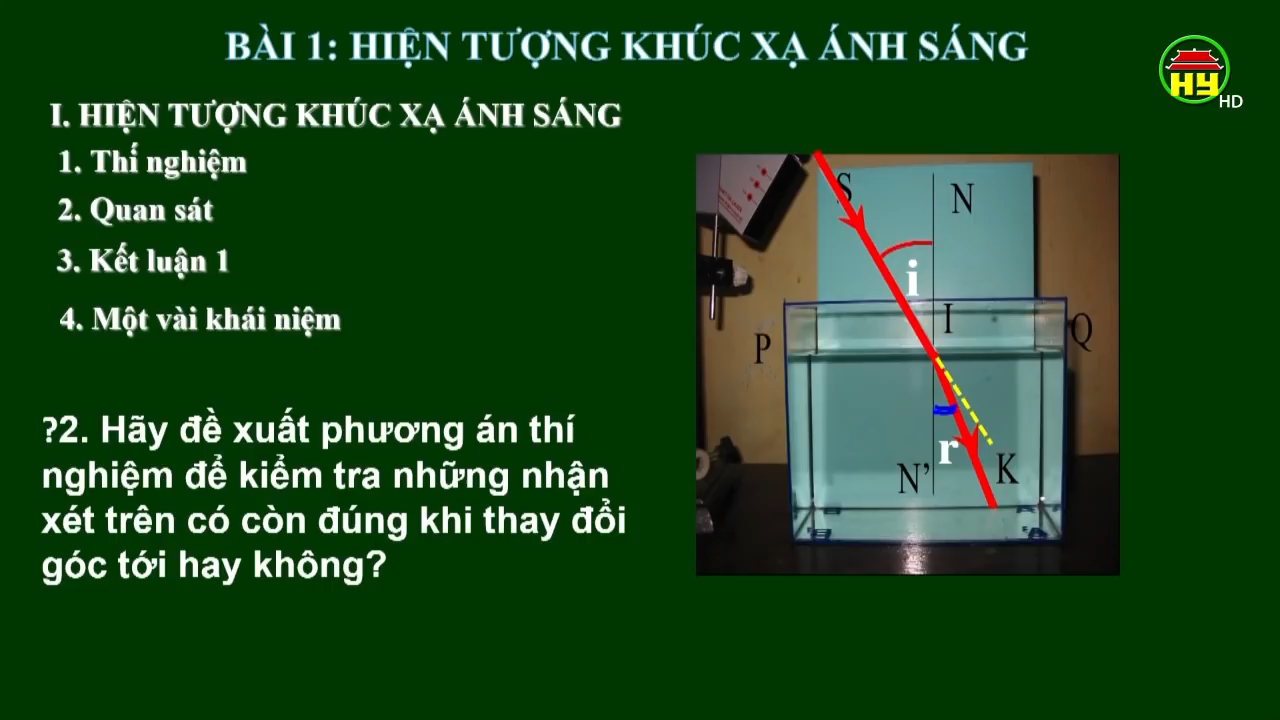 BÀI 1: HIỆN TƯỢNG KHÚC XẠ ÁNH SÁNG
HY
HD
I. HIỆN TƯỢNG KHÚC XẠ ÁNH SÁNG
1. Thí nghiệm
2. Quan sát
3. Kết luận 1
4. Một vài khái niệm
?2. Hãy đề xuất phương án thí
nghiệm để kiểm tra những nhận
xét trên có còn đúng khi thay đổi
góc tới hay không?
S
N
i
I
P
Q
r
N’
K